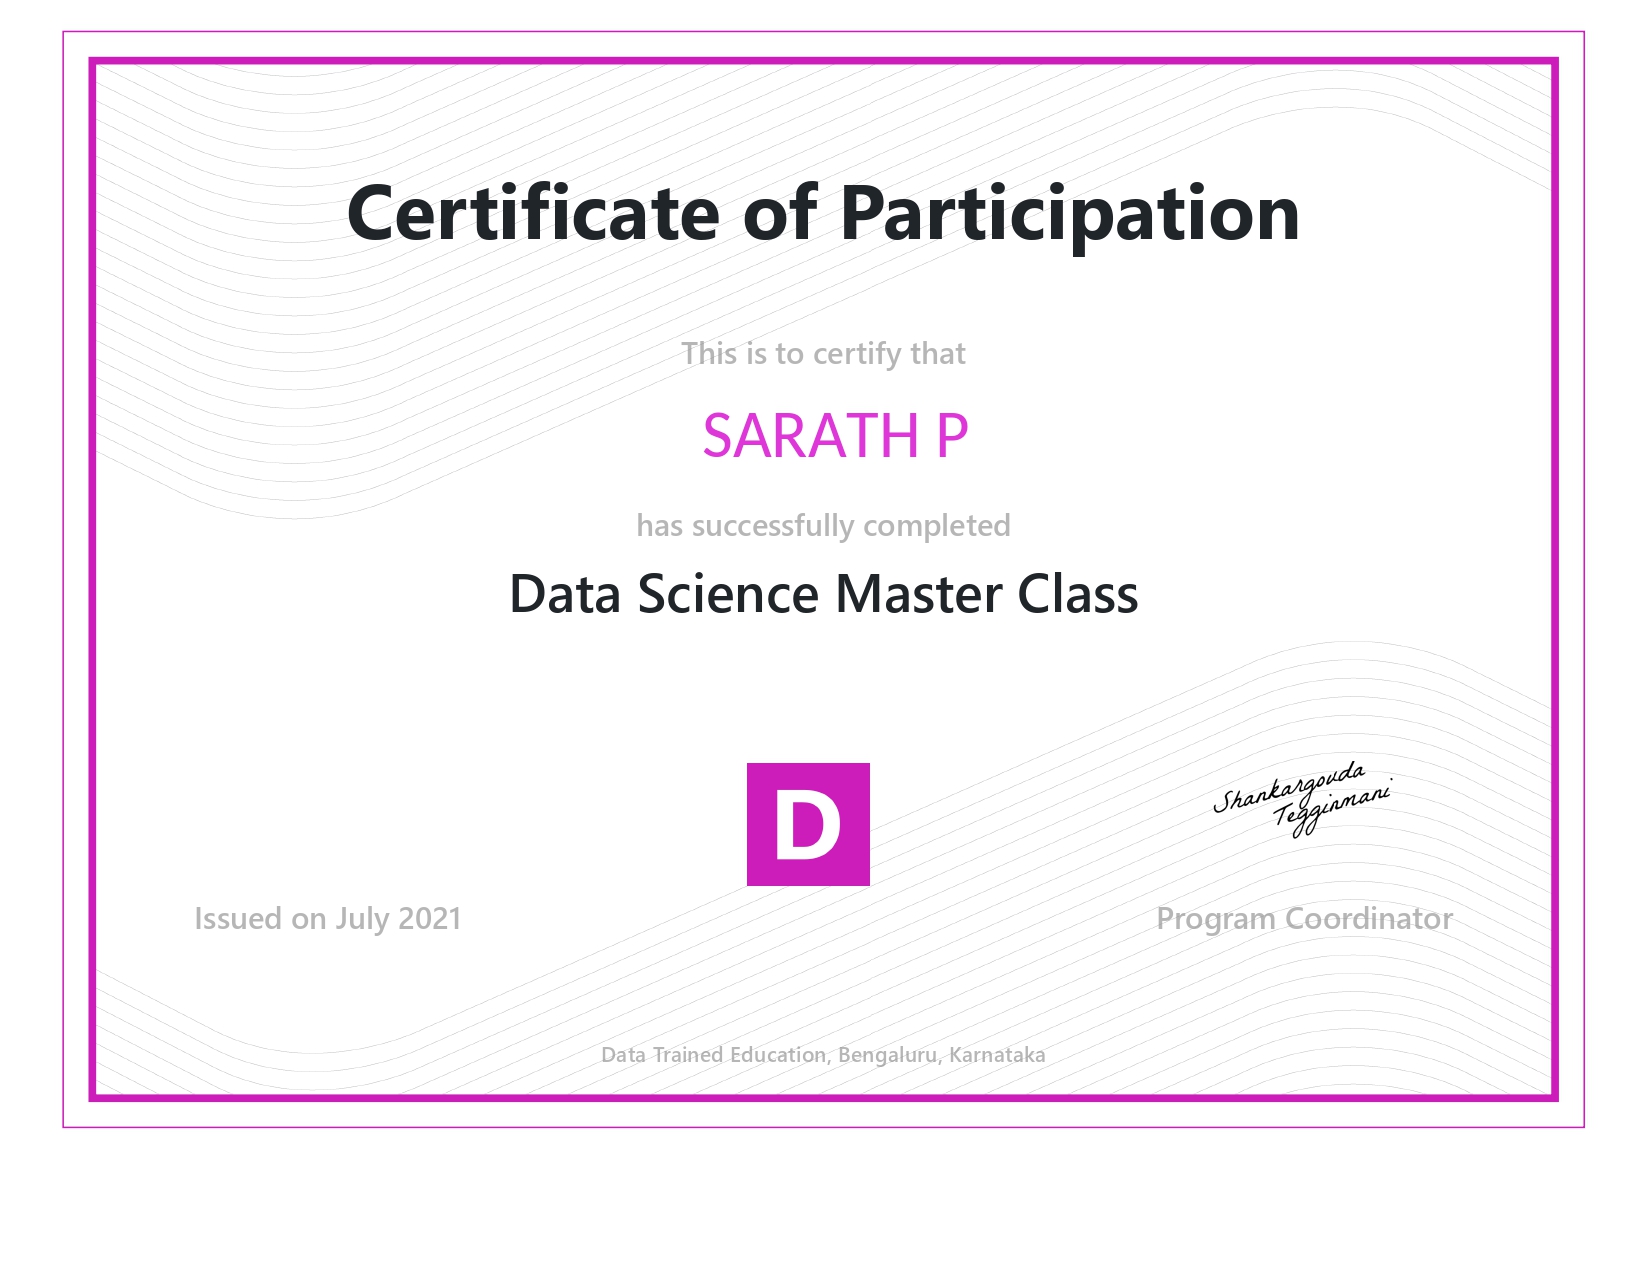 Certificate of Participation
This is to certify that
SARATH P
has successfully completed
Data Science Master Class
D
Shankargouda
Tegginmani
Issued on July 2021
Program Coordinator
Data Trained Education, Bengaluru, Karnataka